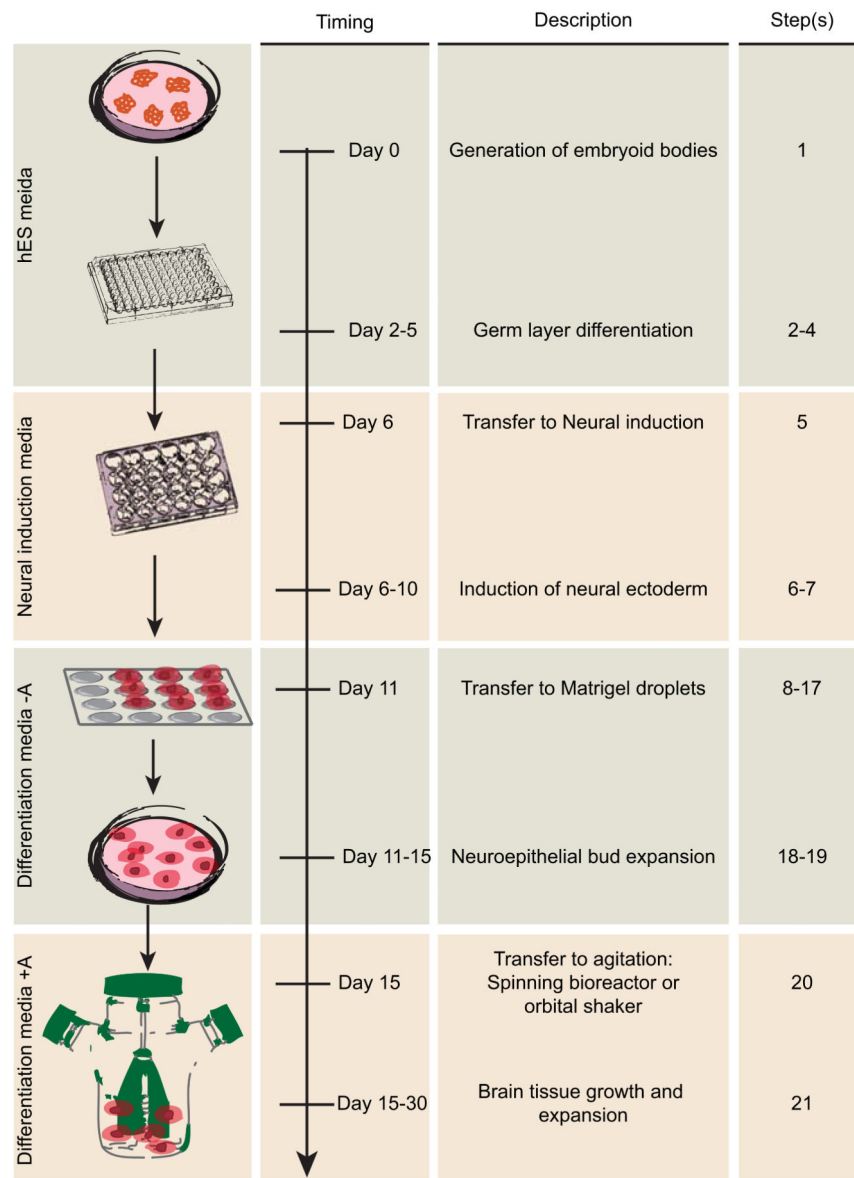 Timing
Description
Step(s)
hES meida
Day 0
Generation of embryoid bodies
1
Day 2-5
Germ layer differentiation
2-4
Neural induction media
Day 6
Transfer to Neural induction
5
Day 6-10
Induction of neural ectoderm
6-7
Differentiation media -A
Day 11
Transfer to Matrigel droplets
8-17
Day 11-15
Neuroepithelial bud expansion
18-19
Differentiation media +A
Day 15
Transfer to agitation:
Spinning bioreactor or
orbital shaker
20
Day 15-30
Brain tissue growth and
expansion
21